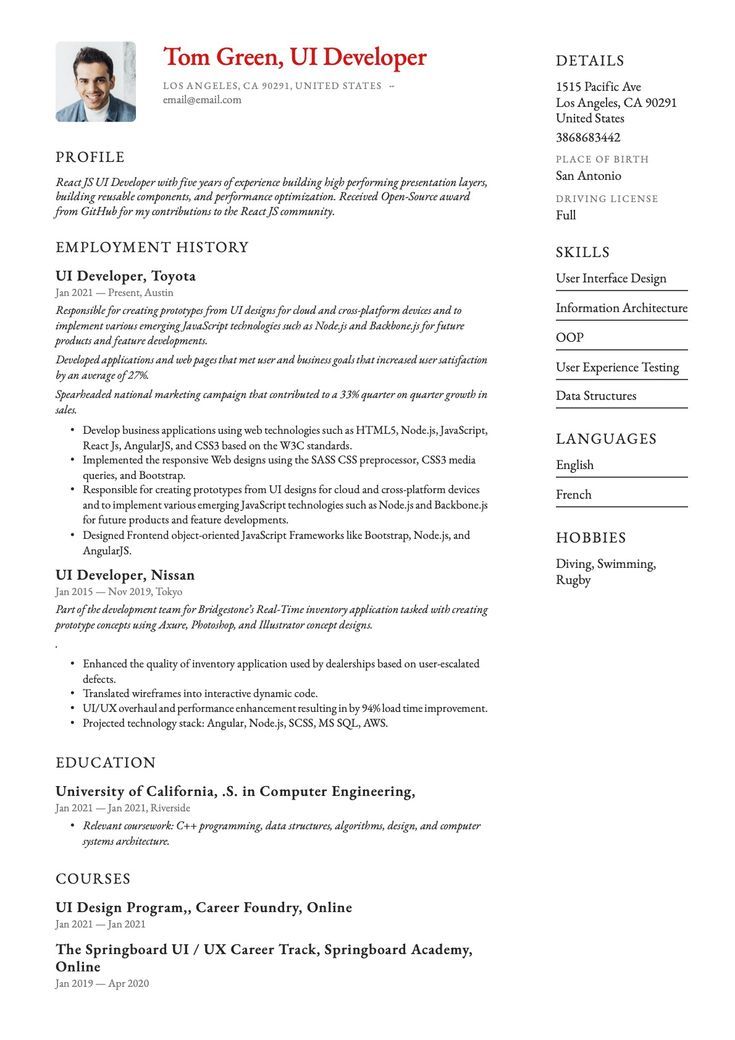 Tom Green, UI Developer
LOS ANGELES, CA 90291, UNITED STATES --
email@email.com
PROFILE
React JS UI Developer with five years of experience building high performing presentation layers,
building reusable components, and performance optimization. Received Open-Source award
from GitHub for my contributions to the React JS community.
EMPLOYMENT HISTORY
UI Developer, Toyota
Jan 2021 — Present, Austin
Responsible for creating prototypes from UI designs for cloud and cross-platform devices and to
implement various emerging JavaScript technologies such as Node.js and Backbone.js for future
products and feature developments.
Developed applications and web pages that met user and business goals that increased user satisfaction
by an average of 27%.
Spearheaded national marketing campaign that contributed to a 33% quarter on quarter growth in
sales.
• Develop business applications using web technologies such as HTML5, Node.js, JavaScript,
React Js, AngularJS, and CSS3 based on the W3C standards.
• Implemented the responsive Web designs using the SASS CSS preprocessor, CSS3 media
queries, and Bootstrap.
• Responsible for creating prototypes from UI designs for cloud and cross-platform devices
and to implement various emerging JavaScript technologies such as Node.js and Backbone.js
for future products and feature developments.
• Designed Frontend object-oriented JavaScript Frameworks like Bootstrap, Node.js, and
AngularJS.
UI Developer, Nissan
Jan 2015 — Nov 2019, Tokyo
Part of the development team for Bridgestone's Real-Time inventory application tasked with creating
prototype concepts using Axure, Photoshop, and Illustrator concept designs.
.
• Enhanced the quality of inventory application used by dealerships based on user-escalated
defects.
• Translated wireframes into interactive dynamic code.
• UI/UX overhaul and performance enhancement resulting in by 94% load time improvement.
• Projected technology stack: Angular, Node.js, SCSS, MS SQL, AWS.
EDUCATION
University of California, .S. in Computer Engineering,
Jan 2021 — Jan 2021, Riverside
• Relevant coursework: C++ programming, data structures, algorithms, design, and computer
systems architecture.
COURSES
UI Design Program,, Career Foundry, Online
Jan 2021 — Jan 2021
The Springboard UI / UX Career Track, Springboard Academy,
Online
Jan 2019 — Apr 2020
DETAILS
1515 Pacific Ave
Los Angeles, CA 90291
United States
3868683442
PLACE OF BIRTH
San Antonio
DRIVING LICENSE
Full
SKILLS
User Interface Design
Information Architecture
OOP
User Experience Testing
Data Structures
LANGUAGES
English
French
HOBBIES
Diving, Swimming,
Rugby